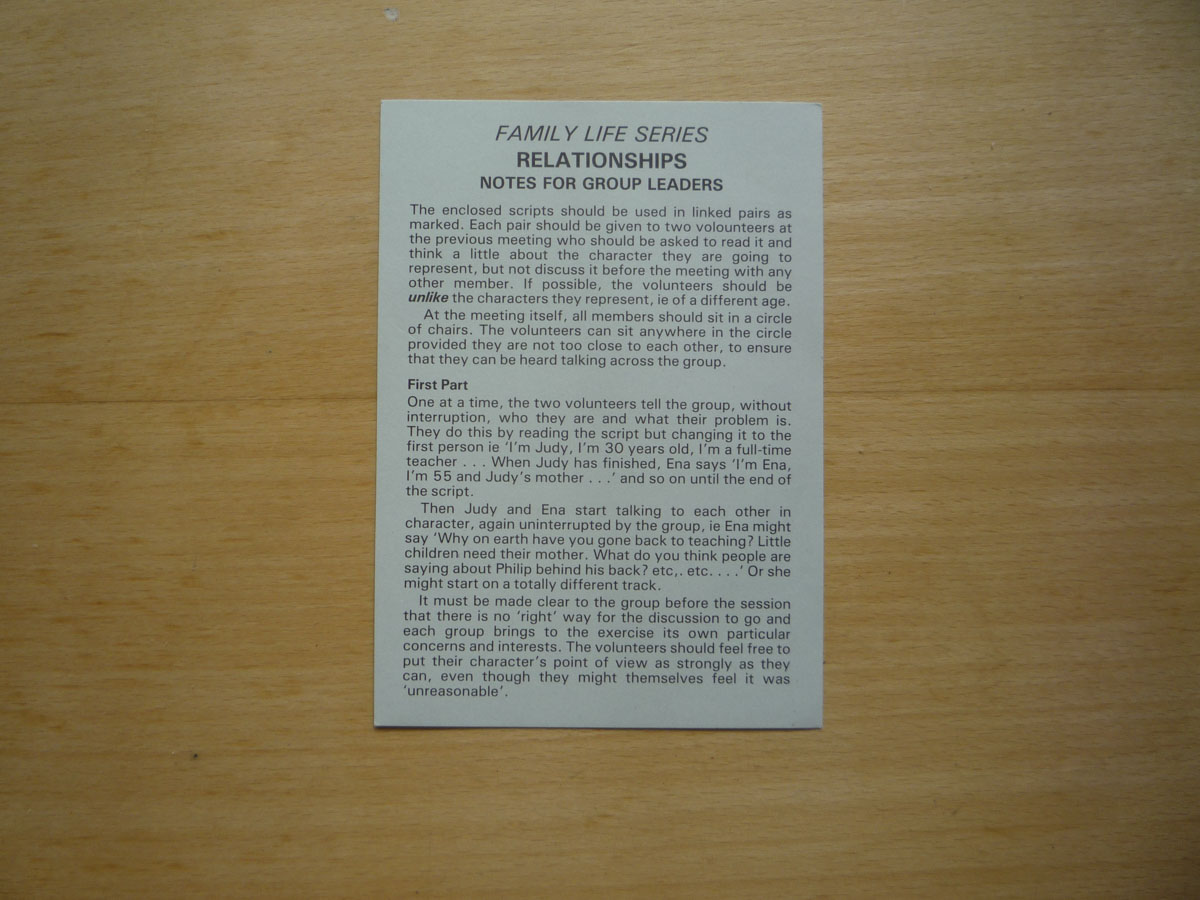 FAMILY LIFE SERIES
RELATIONSHIPS
NOTES FOR GROUP LEADERS
The enclosed scripts should be used in linked pairs as
marked. Each pair should be given to two volounteers at
the previous meeting who should be asked to read it and
think a little about the character they are going to
represent, but not discuss it before the meeting with any
other member. If possible, the volunteers should be
unlike the characters they represent, ie of a different age.
At the meeting itself, all members should sit in a circle
of chairs. The volunteers can sit anywhere in the circle
provided they are not too close to each other, to ensure
that they can be heard talking across the group.
First Part
One at a time, the two volunteers tell the group, without
interruption, who they are and what their problem is.
They do this by reading the script but changing it to the
first person ie ‘I’m Judy, I’m 30 years old, I’m a full-time
teacher . . . When Judy has finished, Ena says ‘I’m Ena,
I’m 55 and Judy’s mother . . .’ and so on until the end of
the script.
Then Judy and Ena start talking to each other in
character, again uninterrupted by the group, ie Ena might
say ‘Why on earth have you gone back to teaching? Little
children need their mother. What do you think people are
saying about Philip behind his back? etc,. etc. . . .’ Or she
might start on a totally different track.
It must be made clear to the group before the session
that there is no ‘right’ way for the discussion to go and
each group brings to the exercise its own particular
concerns and interests. The volunteers should feel free to
put their character’s point of view as strongly as they
can, even though they might themselves feel it was
‘unreasonable’.